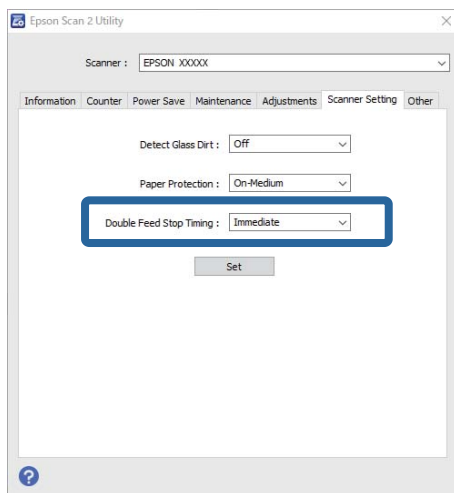 Epson Scan 2 Utility
Scanner : EPSON XXXXX
Information Counter Power Save Maintenance Adjustments Scanner Setting Other
Detect Glass Dirt : Off
Paper Protection : On-Medium
Double Feed Stop Timing : Immediate
Set
?